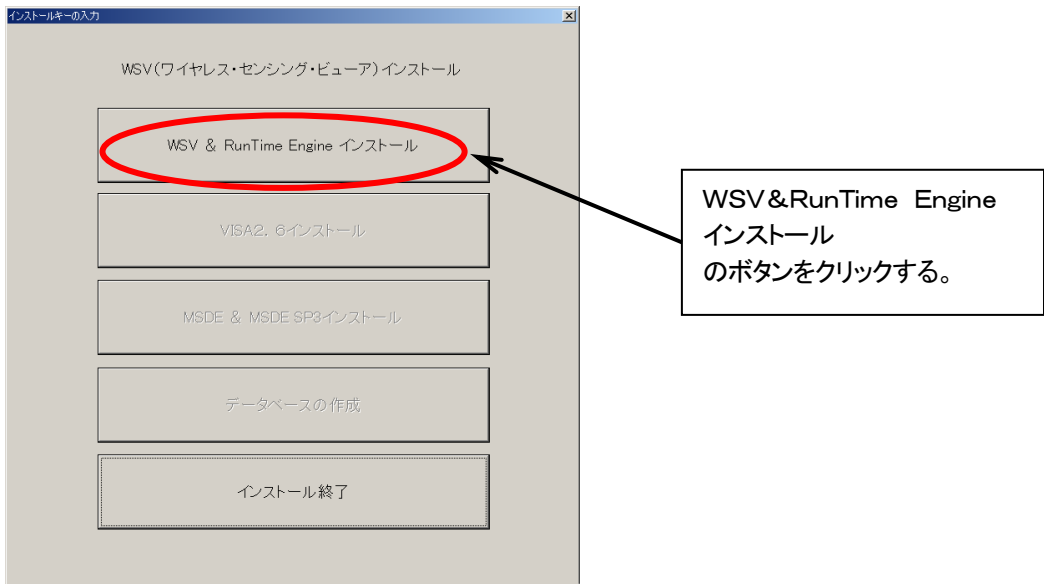 インストールキーの入力
WSV(ワイヤレス・センシング・ビューア)インストール
WSV & RunTime Engine インストール
VISA2.6インストール
MSDE & MSDE SP3インストール
データベースの作成
インストール終了
WSV&RunTime Engine
インストール
のボタンをクリックする。